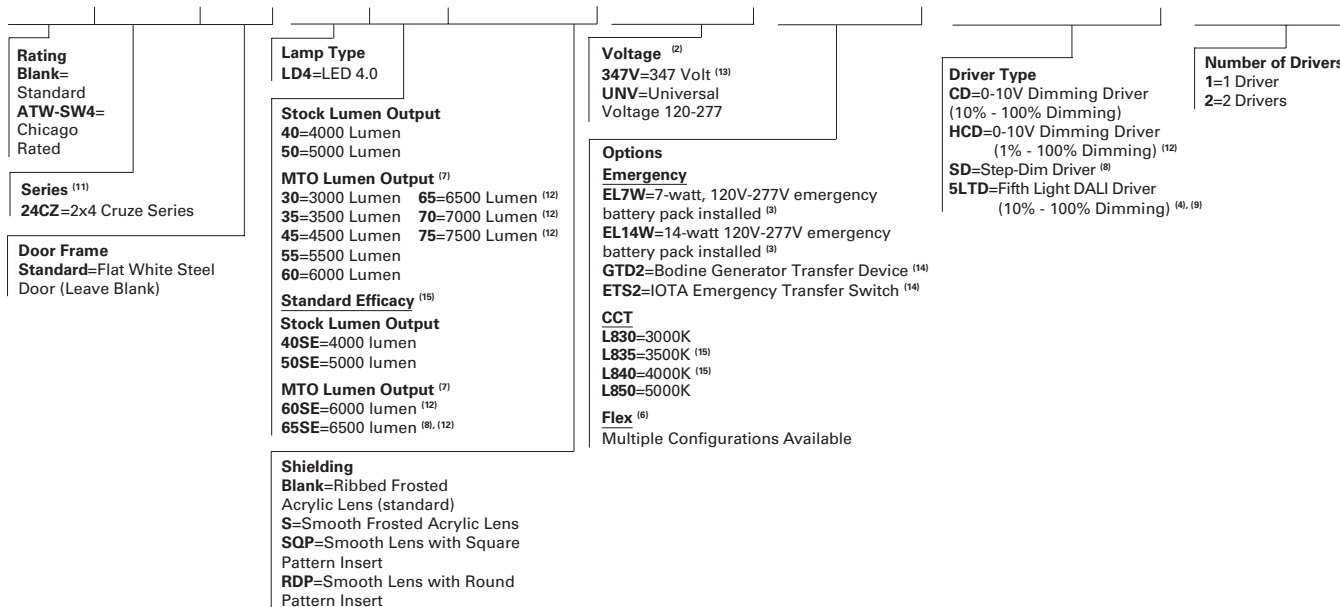 Rating
Blank=
Standard
ATW-SW4=
Chicago
Rated
Series (11)
24CZ=2x4 Cruze Series
Door Frame
Standard=Flat White Steel
Door (Leave Blank)
Lamp Type
LD4=LED 4.0
Stock Lumen Output
40=4000 Lumen
50=5000 Lumen
MTO Lumen Output (7)
30=3000 Lumen 65=6500 Lumen (12)
35=3500 Lumen 70=7000 Lumen (12)
45=4500 Lumen 75=7500 Lumen (12)
55=5500 Lumen
60=6000 Lumen
Standard Efficacy (15)
Stock Lumen Output
40SE=4000 lumen
50SE=5000 lumen
MTO Lumen Output (7)
60SE=6000 lumen (12)
65SE=6500 lumen (8), (12)
Shielding
Blank=Ribbed Frosted
Acrylic Lens (standard)
S=Smooth Frosted Acrylic Lens
SQP=Smooth Lens with Square
Pattern Insert
RDP=Smooth Lens with Round
Pattern Insert
Voltage (2)
347V=347 Volt (13)
UNV=Universal
Voltage 120-277
Options
Emergency
EL7W=7-watt, 120V-277V emergency
battery pack installed (3)
EL14W=14-watt 120V-277V emergency
battery pack installed (3)
GTD2=Bodine Generator Transfer Device (14)
ETS2=IOTA Emergency Transfer Switch (14)
CCT
L830=3000K
L835=3500K (15)
L840=4000K (15)
L850=5000K
Flex (6)
Multiple Configurations Available
Driver Type
CD=0-10V Dimming Driver
(10% - 100% Dimming)
HCD=0-10V Dimming Driver
(1% - 100% Dimming) (12)
SD=Step-Dim Driver (8)
5LTD=Fifth Light DALI Driver
(10% - 100% Dimming) (4), (9)
Number of Drivers
1=1 Driver
2=2 Drivers